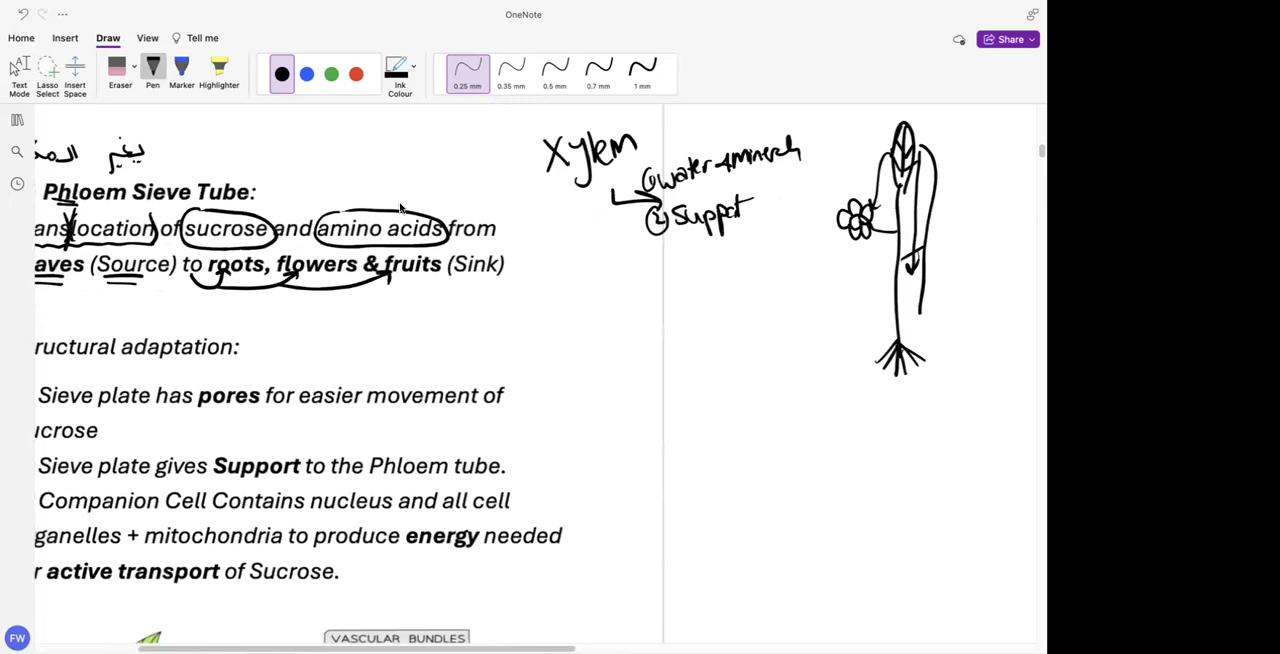 OneNote
Home Insert Draw View Tell me
Share
Text Mode
Lasso Select
Insert Space
Eraser
Pen
Marker
Highlighter
Ink Colour
0.25 mm
0.35 mm
0.5 mm
0.7 mm
1 mm
يغير
Xylem
① water + minerals
② Support
Phloem Sieve Tube:
anslocation of sucrose and amino acids from
aves (Source) to roots, flowers & fruits (Sink)
ructural adaptation:
Sieve plate has pores for easier movement of
ucrose
Sieve plate gives Support to the Phloem tube.
Companion Cell Contains nucleus and all cell
ganelles + mitochondria to produce energy needed
r active transport of Sucrose.
VASCULAR BUNDLES
FW